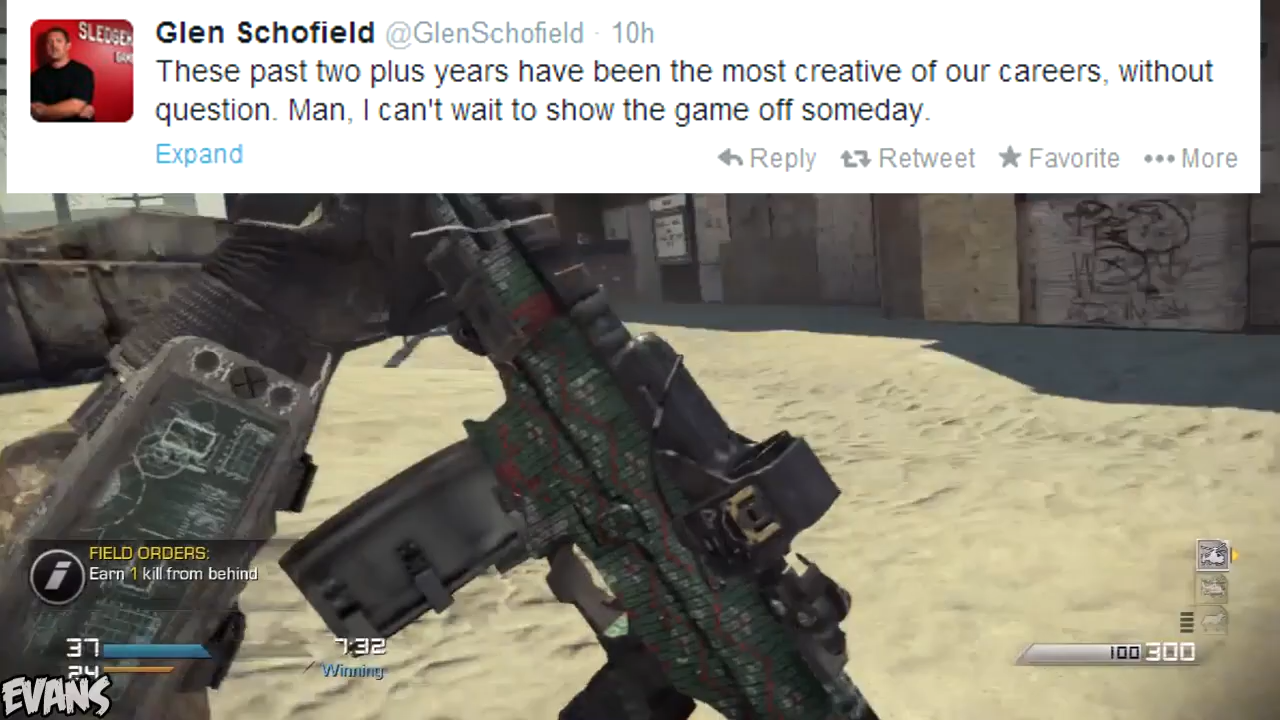 SLEDGEH
GAM
Glen Schofield @GlenSchofield · 10h
These past two plus years have been the most creative of our careers, without
question. Man, I can't wait to show the game off someday.
Expand
Reply Retweet Favorite More
FIELD ORDERS:
Earn 1 kill from behind
37
24
7:32
Winning
100 300
EVANS